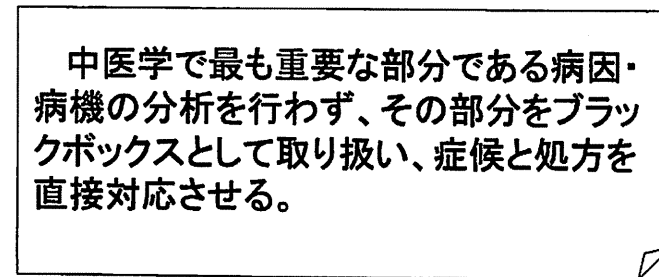 中医学で最も重要な部分である病因・
病機の分析を行わず、その部分をブラッ
クボックスとして取り扱い、症候と処方を
直接対応させる。